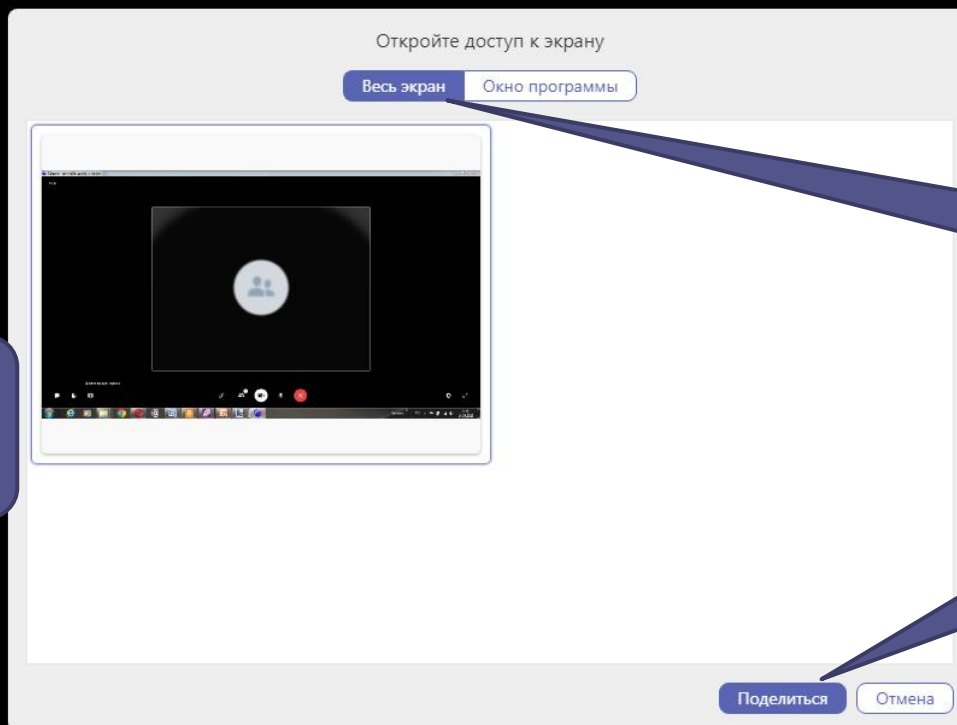 Откройте доступ к экрану
Весь экран
Окно программы
Поделиться
Отмена